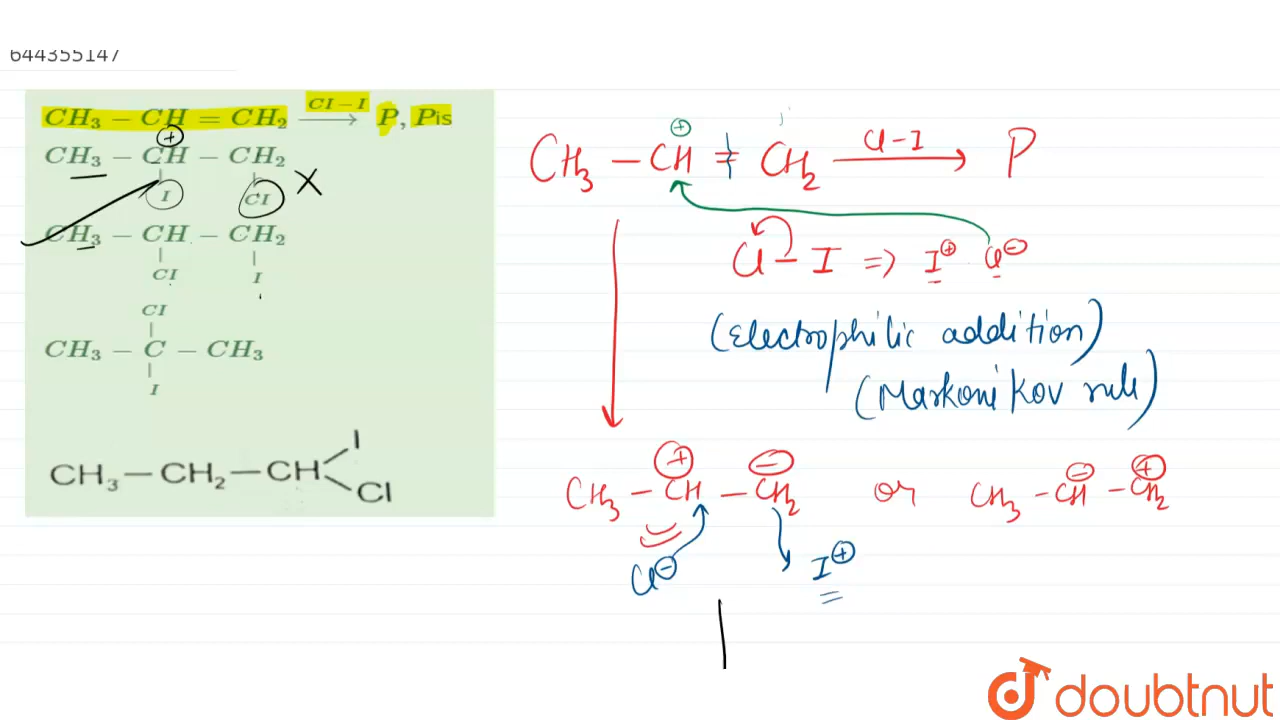 644355147
CH₃ − CH = CH₂ —Cl−I→ P, P is
⊕
CH₃ − CH − CH₂ X
| |
I Cl
CH₃ − CH − CH₂
| |
Cl I
Cl
|
CH₃ − C − CH₃
|
I
CH₃—CH₂—CH
I
Cl
⊕
CH₃ − CH = CH₂ —Cl−I→ P
Cl − I ⇒ I⊕ Cl⊖
(Electrophilic addition)
(Markonikov rule)
⊕ ⊖ ⊖ ⊕
CH₃ − CH − CH₂ or CH₃ − CH − CH₂
Cl⊖ I⊕
doubtnut